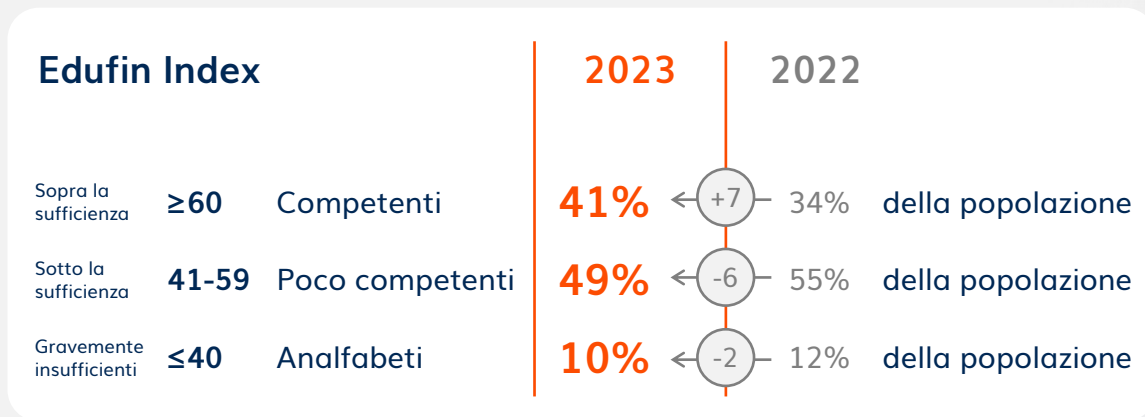 Edufin Index 2023 2022
Sopra la
sufficienza ≥60 Competenti 41% +7 34% della popolazione
Sotto la
sufficienza 41-59 Poco competenti 49% -6 55% della popolazione
Gravemente
insufficienti ≤40 Analfabeti 10% -2 12% della popolazione